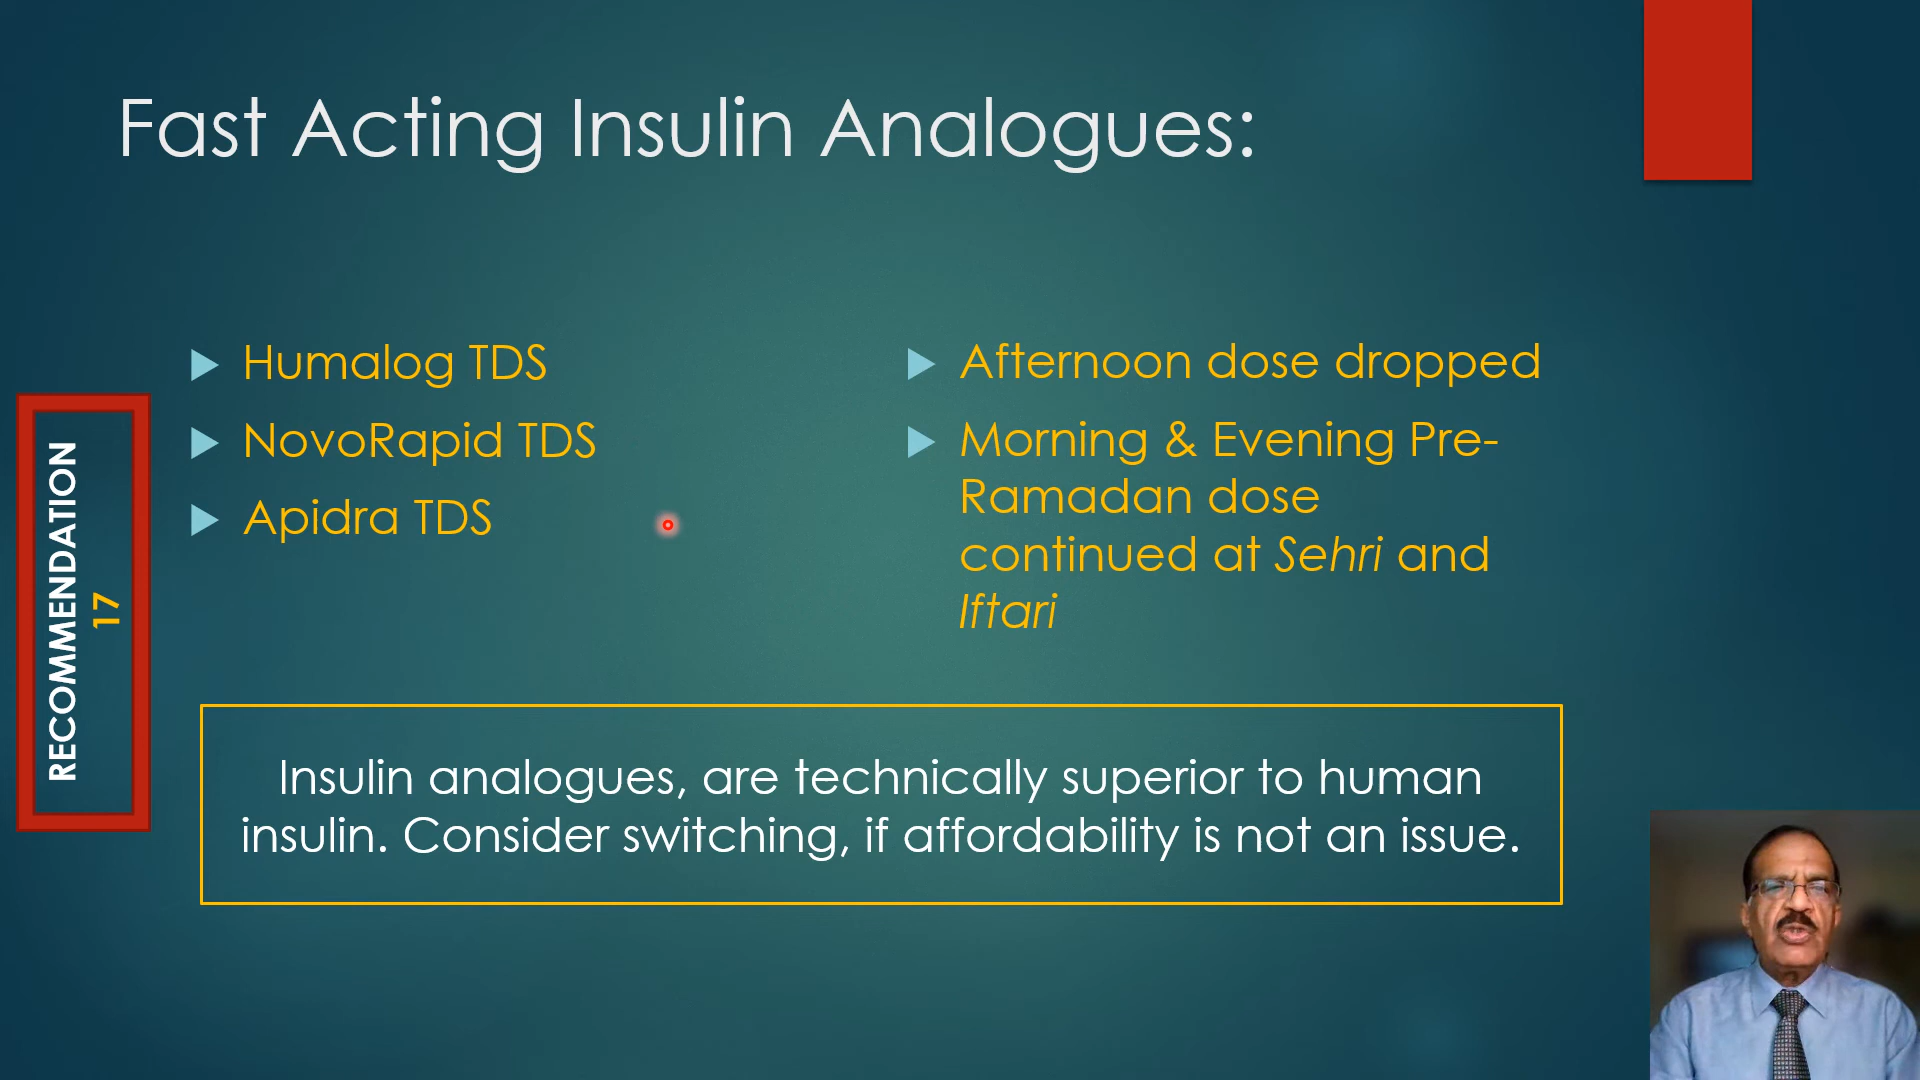 Fast Acting Insulin Analogues:
Humalog TDS
NovoRapid TDS
Apidra TDS
Afternoon dose dropped
Morning & Evening Pre-
Ramadan dose
continued at Sehri and
Iftari
RECOMMENDATION
17
Insulin analogues, are technically superior to human
insulin. Consider switching, if affordability is not an issue.